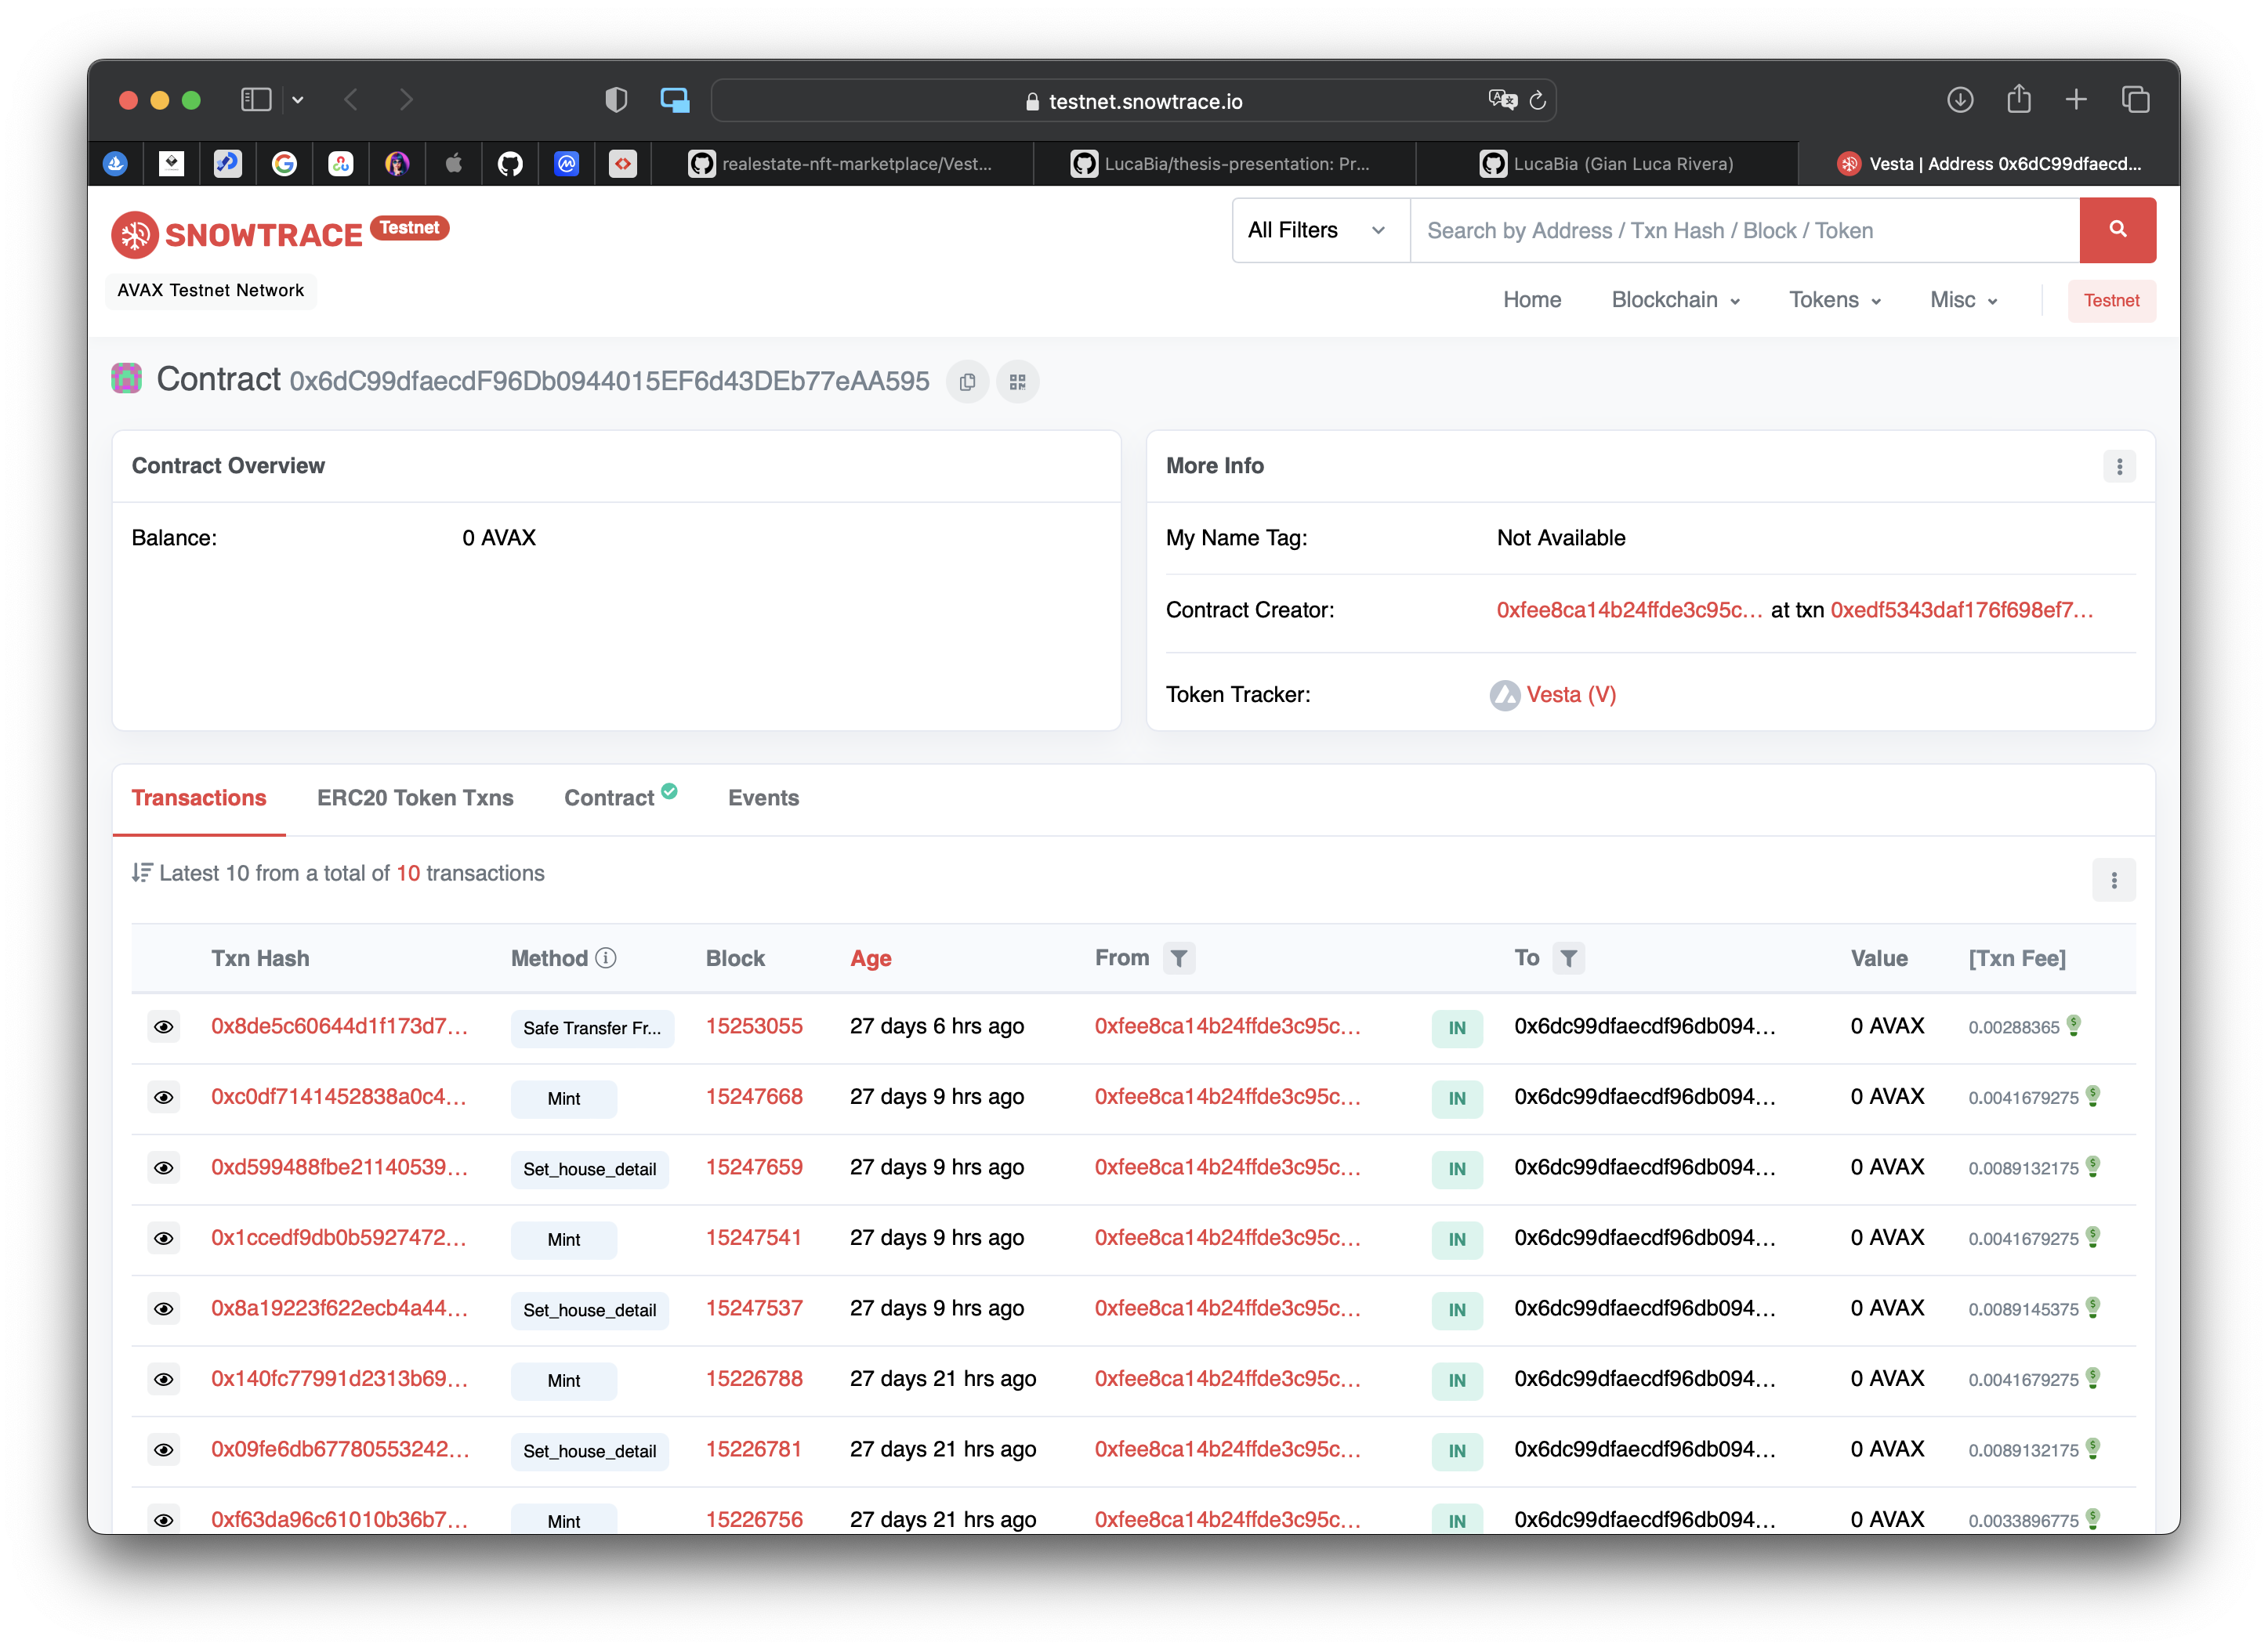 testnet.snowtrace.io
realestate-nft-marketplace/Vest...
LucaBia/thesis-presentation: Pr...
LucaBia (Gian Luca Rivera)
Vesta | Address 0x6dC99dfaecd...
SNOWTRACE Testnet
All Filters
Search by Address / Txn Hash / Block / Token
AVAX Testnet Network
Home Blockchain Tokens Misc Testnet
Contract 0x6dC99dfaecdF96Db0944015EF6d43DEb77eAA595
Contract Overview
Balance: 0 AVAX
More Info
My Name Tag: Not Available
Contract Creator: 0xfee8ca14b24ffde3c95c... at txn 0xedf5343daf176f698ef7...
Token Tracker: Vesta (V)
Transactions ERC20 Token Txns Contract Events
Latest 10 from a total of 10 transactions
Txn Hash Method Block Age From To Value [Txn Fee]
0x8de5c60644d1f173d7... Safe Transfer Fr... 15253055 27 days 6 hrs ago 0xfee8ca14b24ffde3c95c... IN 0x6dc99dfaecdf96db094... 0 AVAX 0.00288365
0xc0df7141452838a0c4... Mint 15247668 27 days 9 hrs ago 0xfee8ca14b24ffde3c95c... IN 0x6dc99dfaecdf96db094... 0 AVAX 0.0041679275
0xd599488fbe21140539... Set_house_detail 15247659 27 days 9 hrs ago 0xfee8ca14b24ffde3c95c... IN 0x6dc99dfaecdf96db094... 0 AVAX 0.0089132175
0x1ccedf9db0b5927472... Mint 15247541 27 days 9 hrs ago 0xfee8ca14b24ffde3c95c... IN 0x6dc99dfaecdf96db094... 0 AVAX 0.0041679275
0x8a19223f622ecb4a44... Set_house_detail 15247537 27 days 9 hrs ago 0xfee8ca14b24ffde3c95c... IN 0x6dc99dfaecdf96db094... 0 AVAX 0.0089145375
0x140fc77991d2313b69... Mint 15226788 27 days 21 hrs ago 0xfee8ca14b24ffde3c95c... IN 0x6dc99dfaecdf96db094... 0 AVAX 0.0041679275
0x09fe6db67780553242... Set_house_detail 15226781 27 days 21 hrs ago 0xfee8ca14b24ffde3c95c... IN 0x6dc99dfaecdf96db094... 0 AVAX 0.0089132175
0xf63da96c61010b36b7... Mint 15226756 27 days 21 hrs ago 0xfee8ca14b24ffde3c95c... IN 0x6dc99dfaecdf96db094... 0 AVAX 0.0033896775